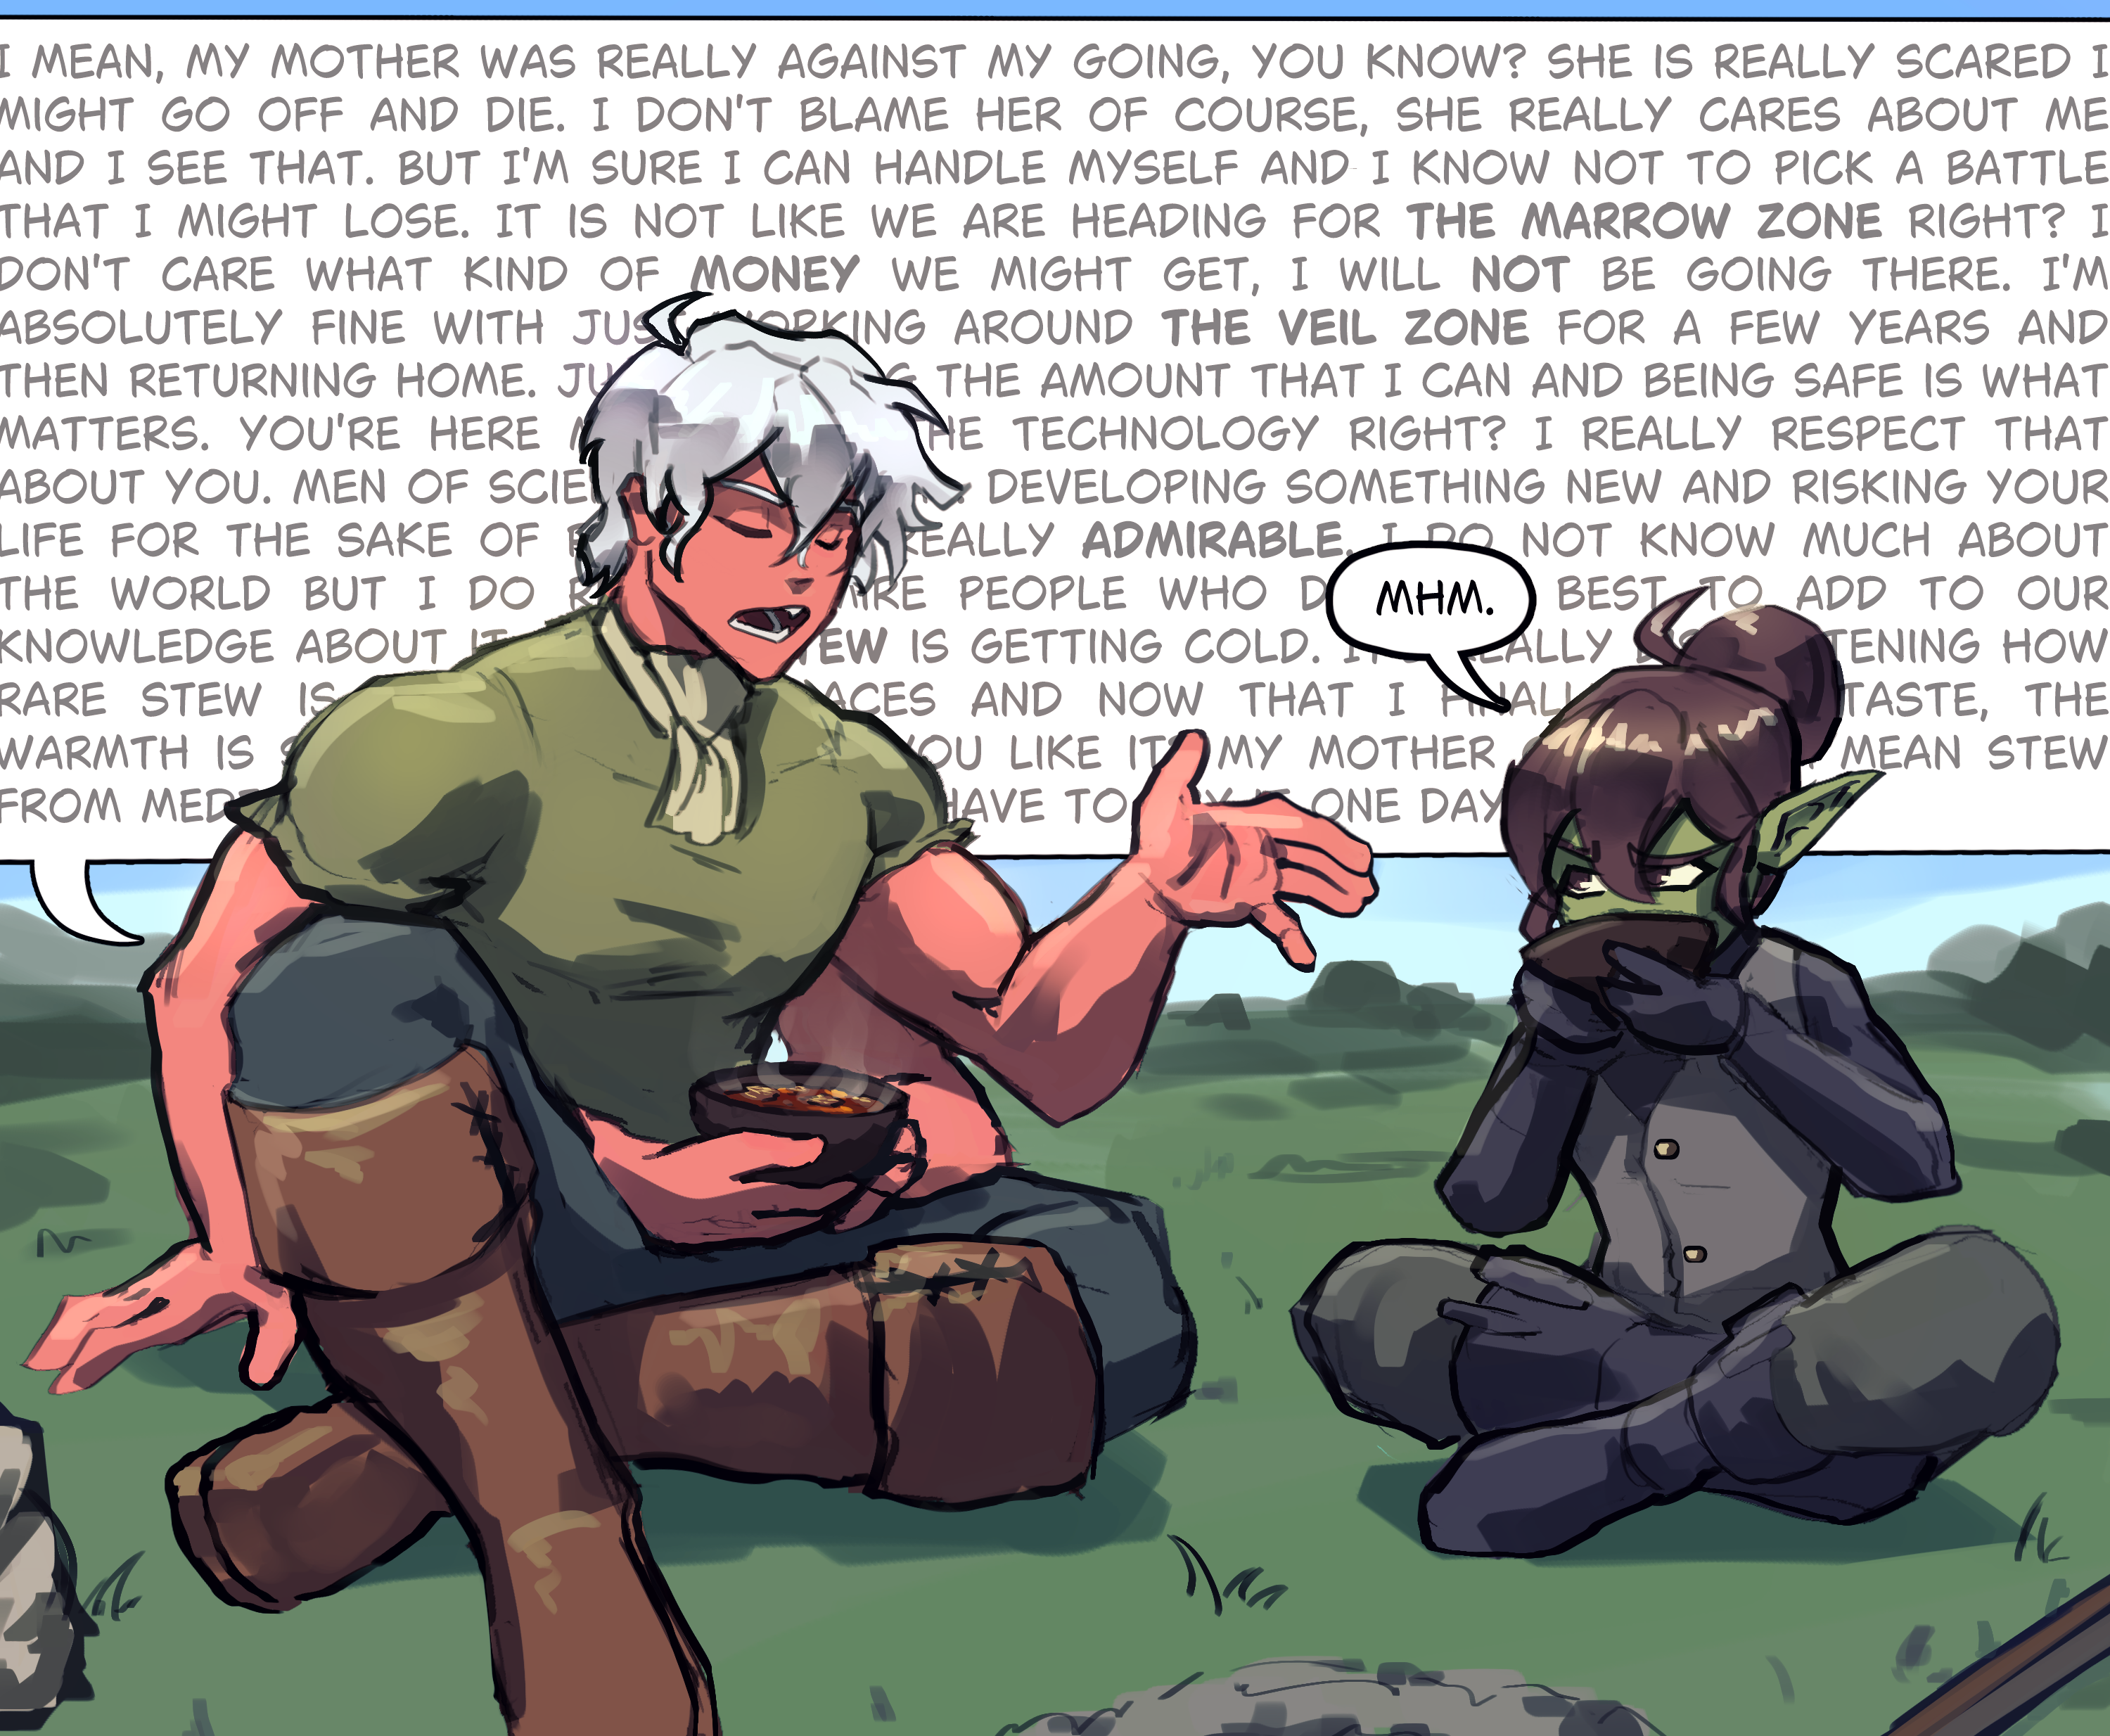 I MEAN, MY MOTHER WAS REALLY AGAINST MY GOING, YOU KNOW? SHE IS REALLY SCARED I
MIGHT GO OFF AND DIE. I DON'T BLAME HER OF COURSE, SHE REALLY CARES ABOUT ME
AND I SEE THAT. BUT I'M SURE I CAN HANDLE MYSELF AND I KNOW NOT TO PICK A BATTLE
THAT I MIGHT LOSE. IT IS NOT LIKE WE ARE HEADING FOR THE MARROW ZONE RIGHT? I
DON'T CARE WHAT KIND OF MONEY WE MIGHT GET, I WILL NOT BE GOING THERE. I'M
ABSOLUTELY FINE WITH WORKING AROUND THE VEIL ZONE FOR A FEW YEARS AND
THEN RETURNING HOME. THE AMOUNT THAT I CAN AND BEING SAFE IS WHAT
MATTERS. YOU'RE HERE TECHNOLOGY RIGHT? I REALLY RESPECT THAT
ABOUT YOU. MEN OF DEVELOPING SOMETHING NEW AND RISKING YOUR
LIFE FOR THE SAKE OF REALLY ADMIRABLE. I DO NOT KNOW MUCH ABOUT
THE WORLD BUT I DO PEOPLE WHO BEST TO ADD TO OUR
KNOWLEDGE ABOUT IS GETTING COLD. HOW
RARE STEW IS AND NOW THAT I TASTE, THE
WARMTH IS YOU LIKE IT? MY MOTHER MEAN STEW
FROM HAVE TO ONE DAY
MHM.